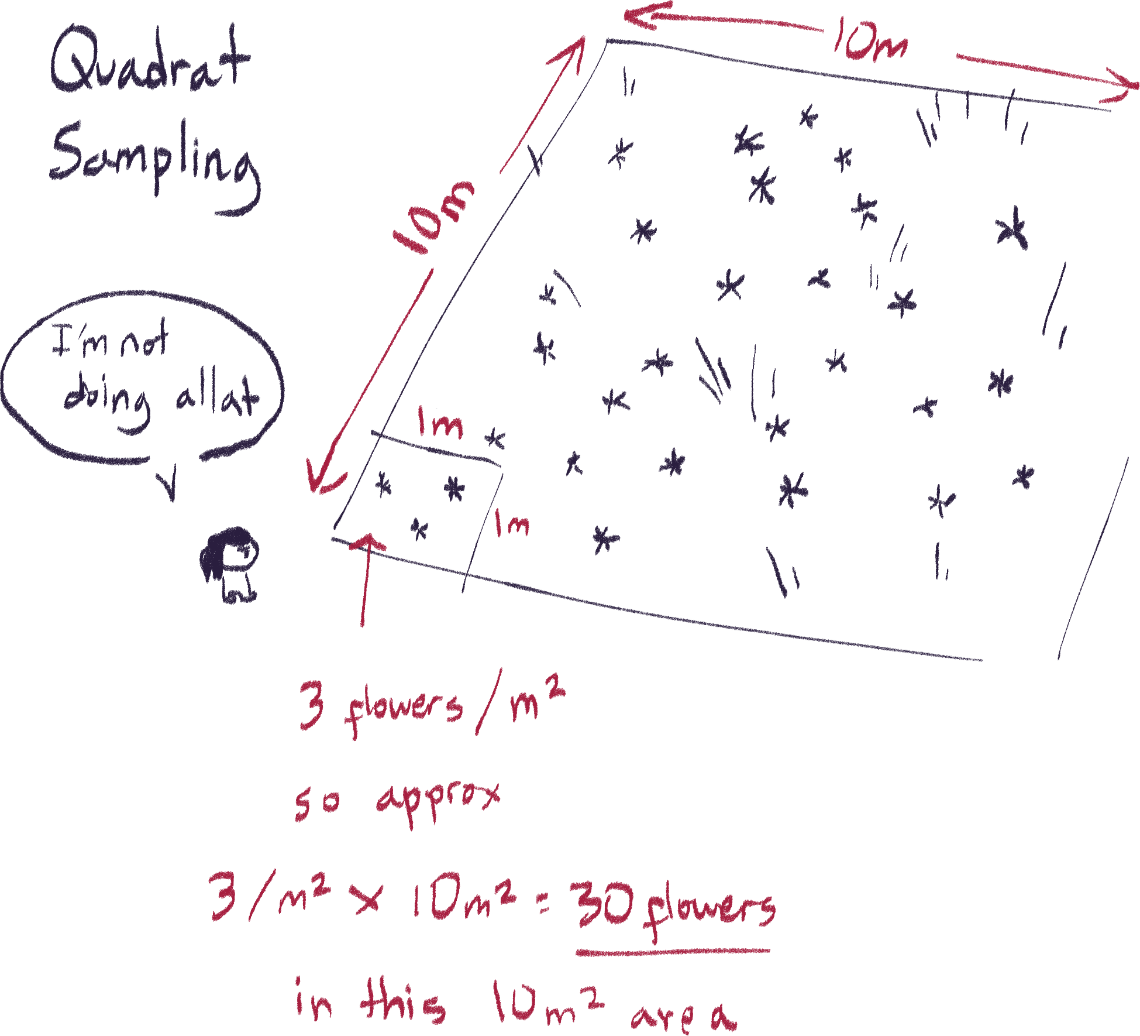 Quadrat
Sampling
10m
10m
I'm not
doing allat
1m
1m
3 flowers/m²
so approx
3/m² × 10m² = 30 flowers
in this 10m² area